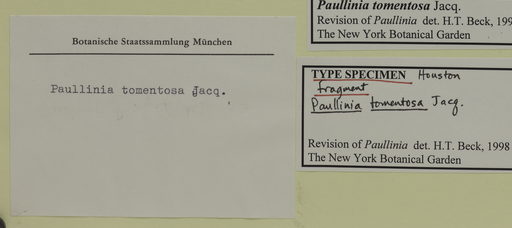 Botanische Staatssammlung München
Paullinia tomentosa Jacq.
Paullinia tomentosa Jacq.
Revision of Paullinia det. H.T. Beck, 199
The New York Botanical Garden
TYPE SPECIMEN Houston
fragment
Paullinia tomentosa Jacq.
Revision of Paullinia det. H.T. Beck, 1998
The New York Botanical Garden